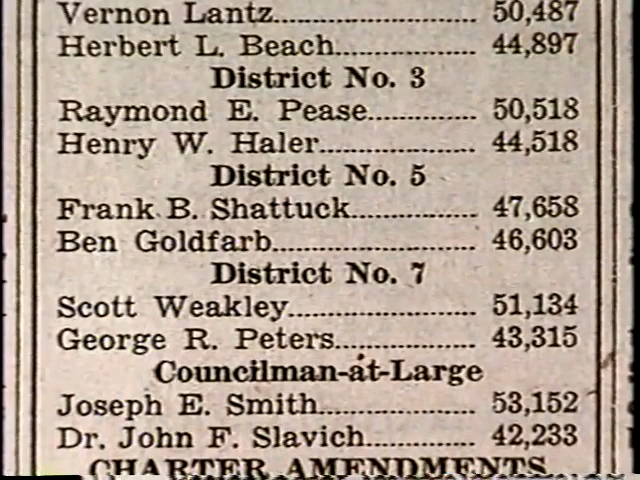 Vernon Lantz........................ 50,487
Herbert L. Beach................. 44,897
District No. 3
Raymond E. Pease............. 50,518
Henry W. Haler................... 44,518
District No. 5
Frank B. Shattuck............... 47,658
Ben Goldfarb........................ 46,603
District No. 7
Scott Weakley...................... 51,134
George R. Peters................. 43,315
Councilman-at-Large
Joseph E. Smith................... 53,152
Dr. John F. Slavich............. 42,233
CHARTER AMENDMENTS